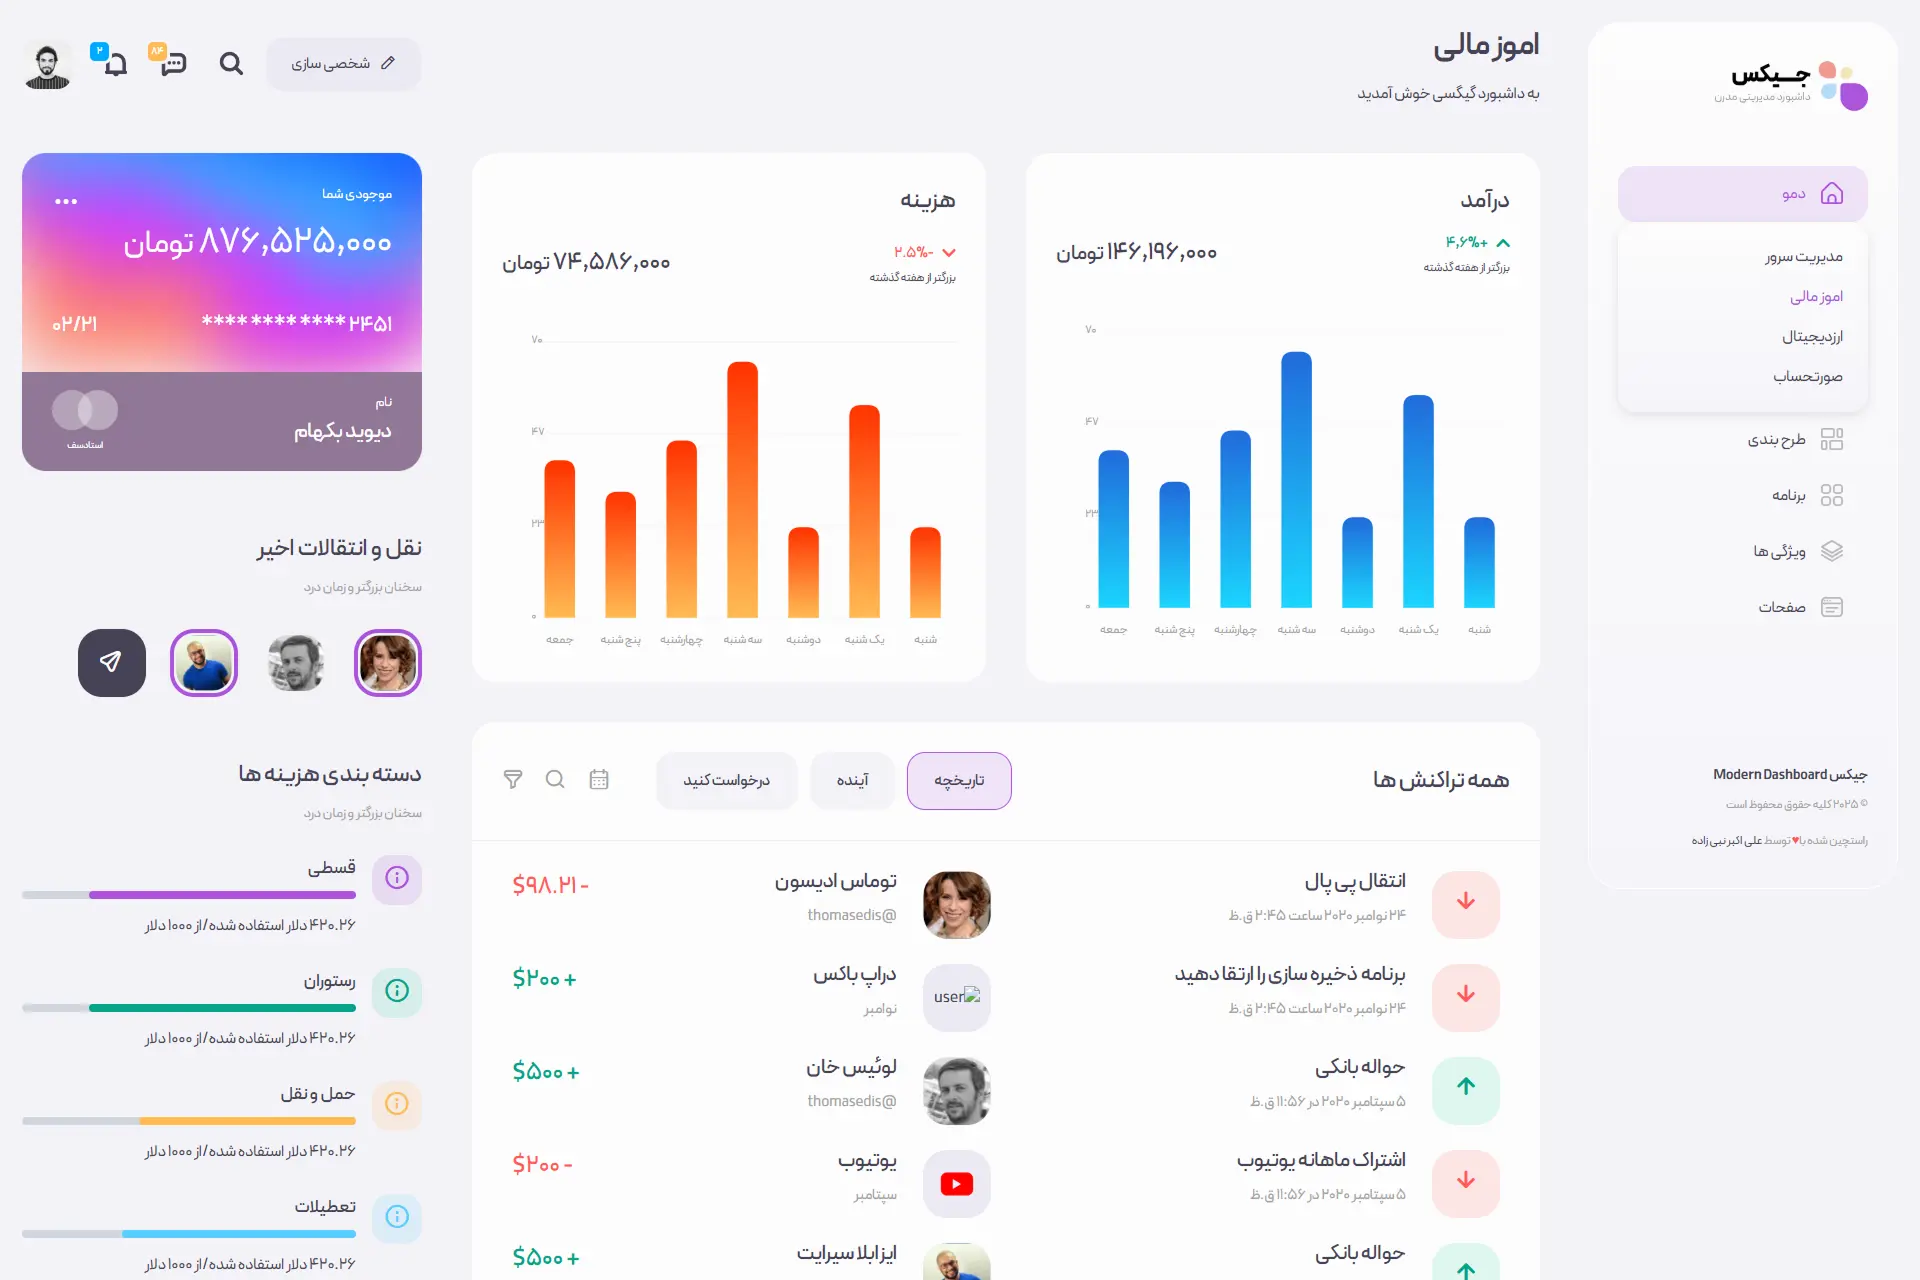 جـیکس
داشبورد مدیریتی مدرن
دمو
مدیریت سرور
اموز مالی
ارزدیجیتال
صورتحساب
طرح بندی
برنامه
ویژگی ها
صفحات
جیکس Modern Dashboard
© ۲۰۲۵ کلیه حقوق محفوظ است
راستچین شده با♥ توسط علی اکبر نبی زاده
اموز مالی
به داشبورد گیگسی خوش آمدید
شخصی سازی
۸۴
۲
درآمد
+۴٫۶%
بزرگتر از هفته گذشته
۱۴۶,۱۹۶,۰۰۰ تومان
۷۰
۴۷
۲۳
۰
شنبه
یک شنبه
دوشنبه
سه شنبه
چهارشنبه
پنج شنبه
جمعه
هزینه
-۲.۵%
بزرگتر از هفته گذشته
۷۴,۵۸۶,۰۰۰ تومان
۷۰
۴۷
۲۳
۰
شنبه
یک شنبه
دوشنبه
سه شنبه
چهارشنبه
پنج شنبه
جمعه
موجودی شما
۸۷۶,۵۲۵,۰۰۰ تومان
۲۴۵۱ **** **** ****
۰۲/۲۱
نام
دیوید بکهام
استادسف
نقل و انتقالات اخیر
سخنان بزرگتر و زمان درد
دسته بندی هزینه ها
سخنان بزرگتر و زمان درد
قسطی
۴۲۰.۲۶ دلار استفاده شده/از ۱۰۰۰ دلار
رستوران
۴۲۰.۲۶ دلار استفاده شده/از ۱۰۰۰ دلار
حمل و نقل
۴۲۰.۲۶ دلار استفاده شده/از ۱۰۰۰ دلار
تعطیلات
۴۲۰.۲۶ دلار استفاده شده/از ۱۰۰۰ دلار
همه تراکنش ها
تاریخچه
آینده
درخواست کنید
انتقال پی پال
۲۴ نوامبر ۲۰۲۰ ساعت ۲:۴۵ ق.ظ
توماس ادیسون
@thomasedis
- ۹۸.۲۱$
برنامه ذخیره سازی را ارتقا دهید
۲۴ نوامبر ۲۰۲۰ ساعت ۲:۴۵ ق.ظ
user
دراپ باکس
نوامبر
+ ۲۰۰$
حواله بانکی
۵ سپتامبر ۲۰۲۰ در ۱۱:۵۶ ق.ظ
لوئیس خان
@thomasedis
+ ۵۰۰$
اشتراک ماهانه یوتیوب
۵ سپتامبر ۲۰۲۰ در ۱۱:۵۶ ق.ظ
یوتیوب
سپتامبر
- ۲۰۰$
حواله بانکی
ایزابلا سیرایت
+ ۵۰۰$